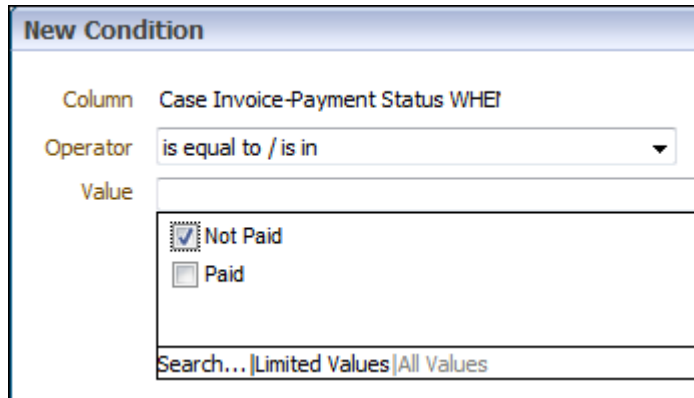 New Condition
Column Case Invoice-Payment Status WHEN
Operator is equal to / is in
Value
Not Paid
Paid
Search...|Limited Values|All Values